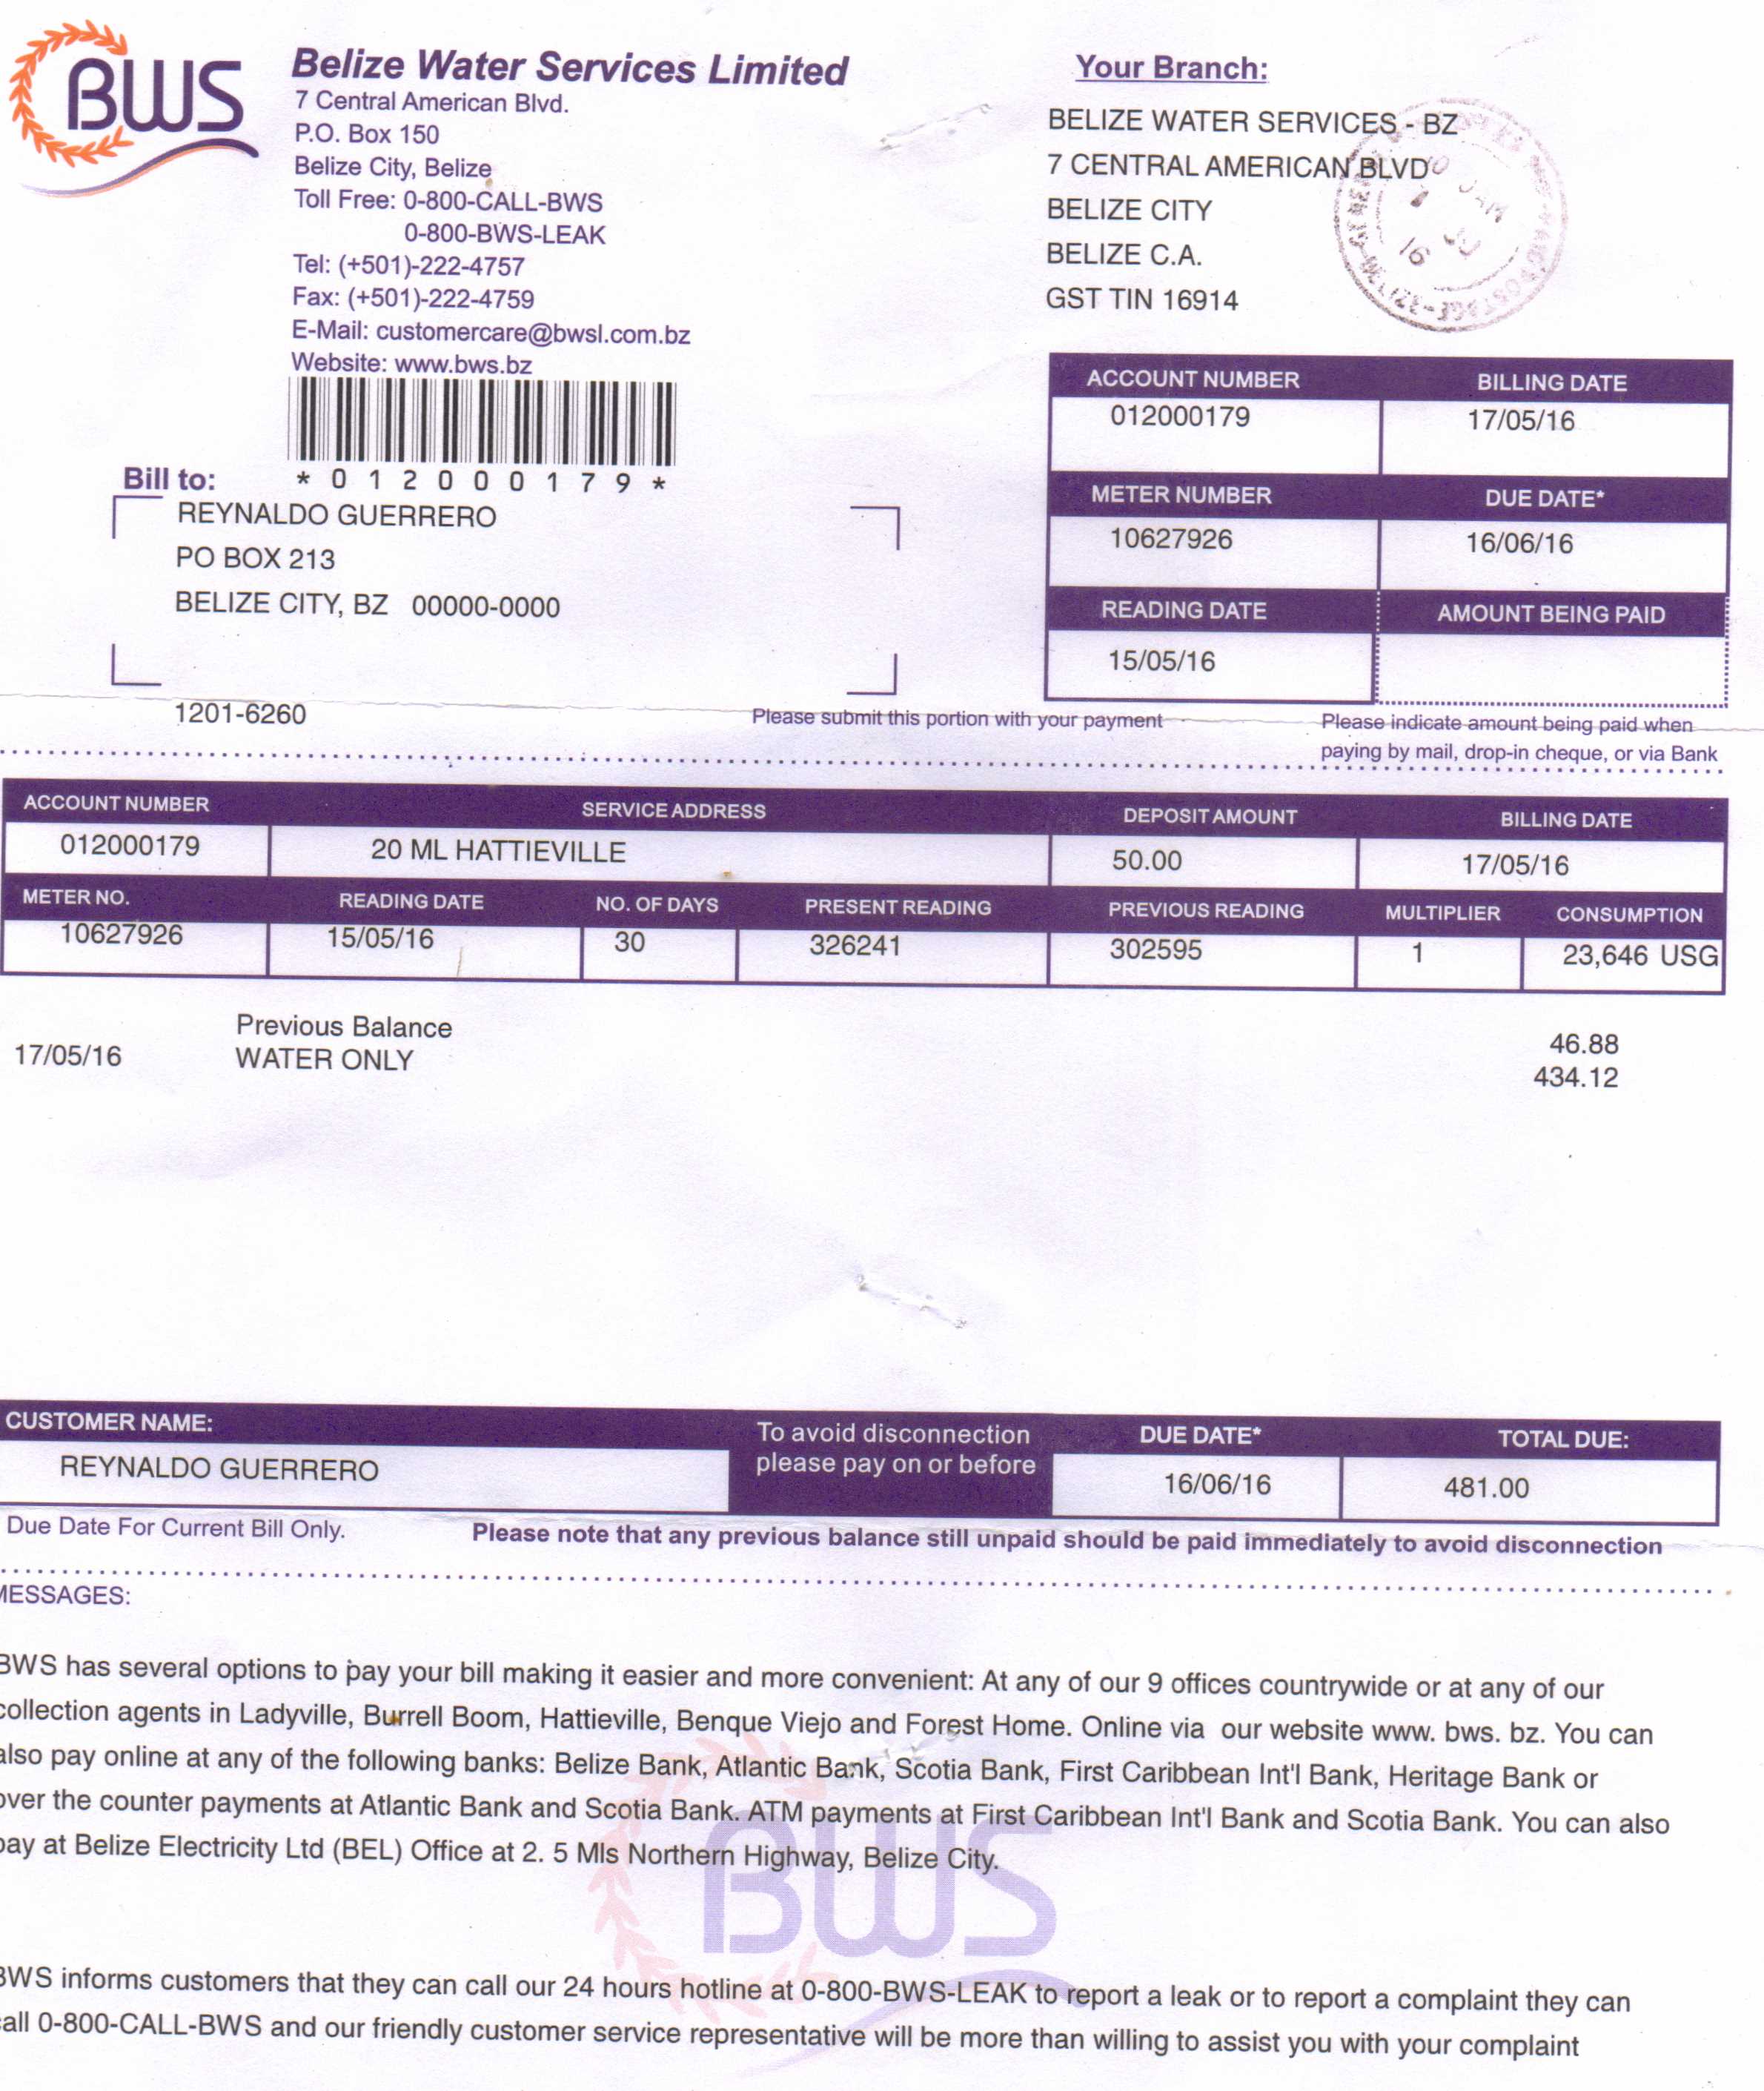 BWS
Belize Water Services Limited
7 Central American Blvd.
P.O. Box 150
Belize City, Belize
Toll Free: 0-800-CALL-BWS
0-800-BWS-LEAK
Tel: (+501)-222-4757
Fax: (+501)-222-4759
E-Mail: customercare@bwsl.com.bz
Website: www.bws.bz
*012000179*
Your Branch:
BELIZE WATER SERVICES - BZ
7 CENTRAL AMERICAN BLVD
BELIZE CITY
BELIZE C.A.
GST TIN 16914
Bill to:
REYNALDO GUERRERO
PO BOX 213
BELIZE CITY, BZ 00000-0000
1201-6260
ACCOUNT NUMBER BILLING DATE
012000179 17/05/16
METER NUMBER DUE DATE*
10627926 16/06/16
READING DATE AMOUNT BEING PAID
15/05/16
Please submit this portion with your payment
Please indicate amount being paid when
paying by mail, drop-in cheque, or via Bank
ACCOUNT NUMBER SERVICE ADDRESS DEPOSIT AMOUNT BILLING DATE
012000179 20 ML HATTIEVILLE 50.00 17/05/16
METER NO. READING DATE NO. OF DAYS PRESENT READING PREVIOUS READING MULTIPLIER CONSUMPTION
10627926 15/05/16 30 326241 302595 1 23,646 USG
Previous Balance 46.88
17/05/16 WATER ONLY 434.12
CUSTOMER NAME: To avoid disconnection DUE DATE* TOTAL DUE:
REYNALDO GUERRERO please pay on or before 16/06/16 481.00
Due Date For Current Bill Only. Please note that any previous balance still unpaid should be paid immediately to avoid disconnection
MESSAGES:
BWS has several options to pay your bill making it easier and more convenient: At any of our 9 offices countrywide or at any of our
collection agents in Ladyville, Burrell Boom, Hattieville, Benque Viejo and Forest Home. Online via our website www. bws. bz. You can
also pay online at any of the following banks: Belize Bank, Atlantic Bank, Scotia Bank, First Caribbean Int'l Bank, Heritage Bank or
over the counter payments at Atlantic Bank and Scotia Bank. ATM payments at First Caribbean Int'l Bank and Scotia Bank. You can also
pay at Belize Electricity Ltd (BEL) Office at 2. 5 Mls Northern Highway, Belize City.
BWS
BWS informs customers that they can call our 24 hours hotline at 0-800-BWS-LEAK to report a leak or to report a complaint they can
call 0-800-CALL-BWS and our friendly customer service representative will be more than willing to assist you with your complaint